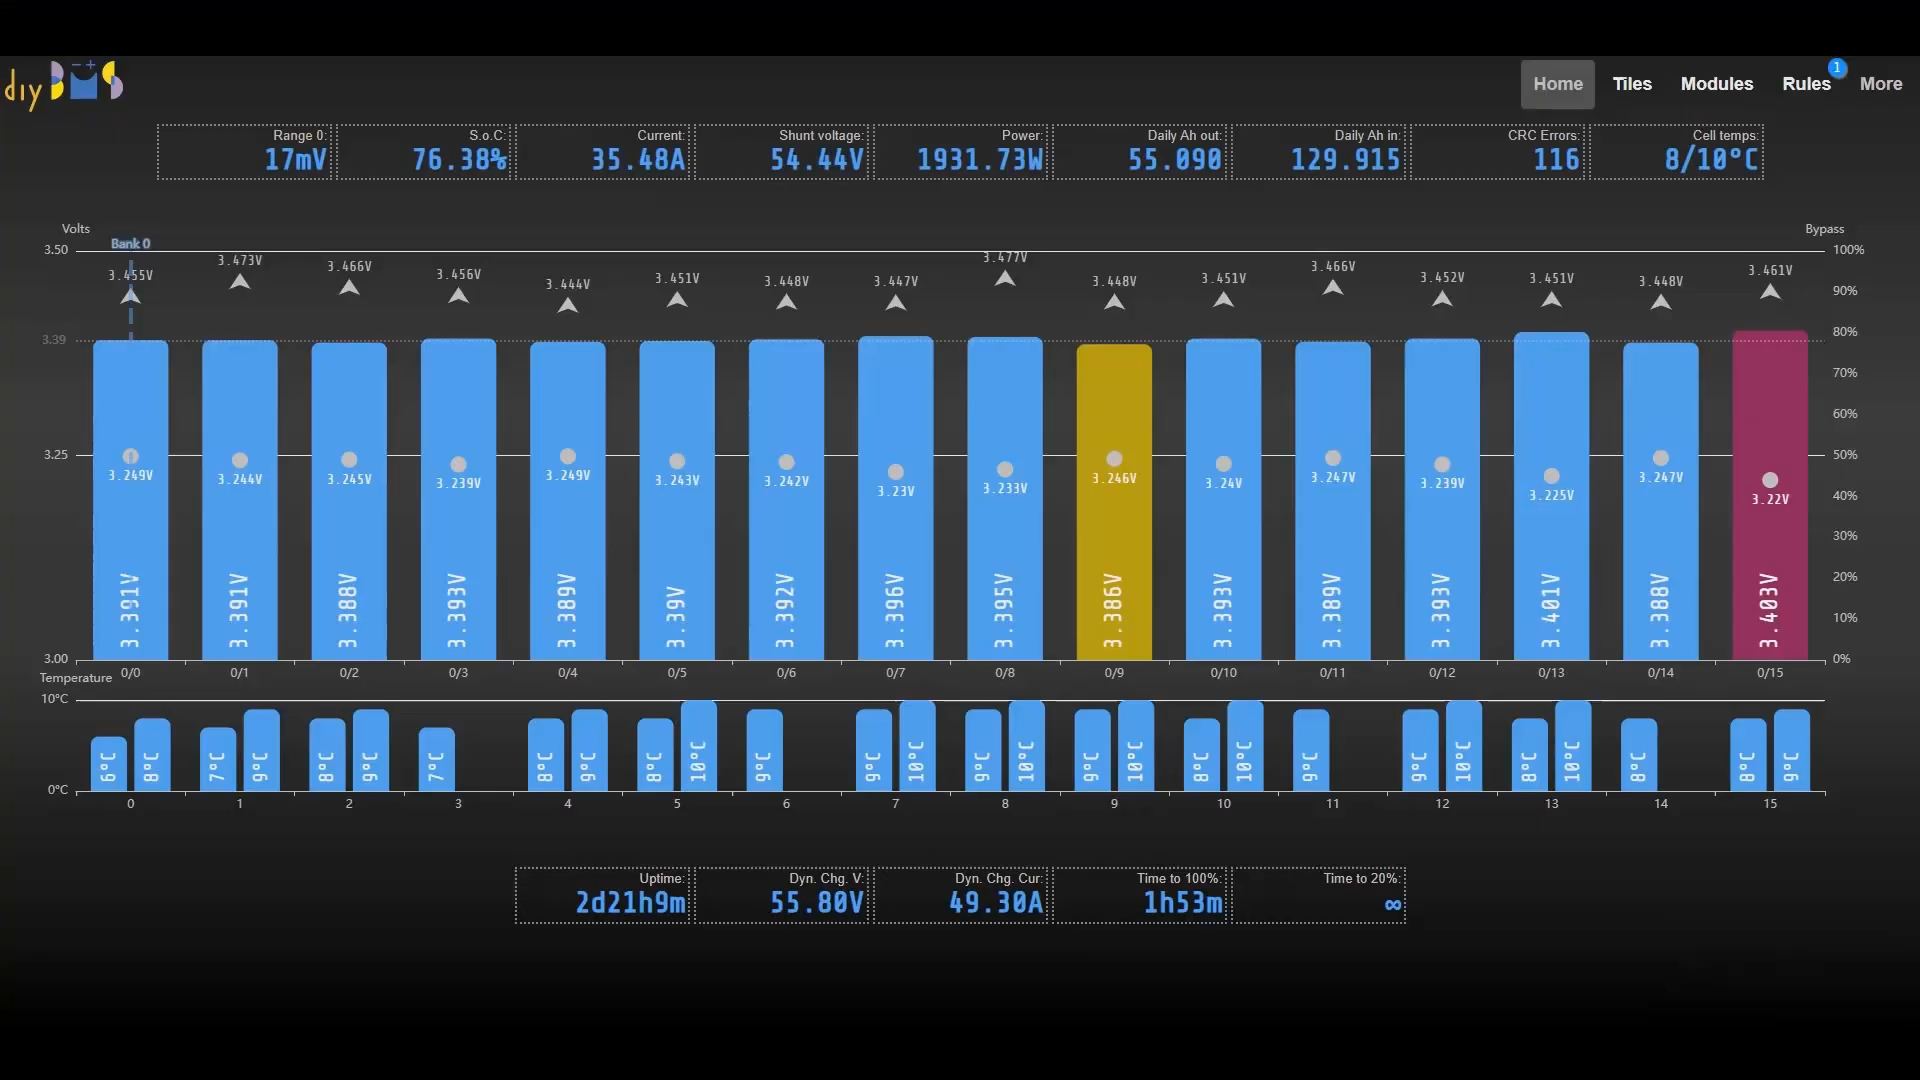 diy BMS
Home Tiles Modules Rules 1 More
Range 0: S.o.C: Current: Shunt voltage: Power: Daily Ah out: Daily Ah in: CRC Errors: Cell temps:
17mV 76.38% 35.48A 54.44V 1931.73W 55.090 129.915 116 8/10°C
Volts Bypass
Bank 0
3.50 100%
3.455V 3.473V 3.466V 3.456V 3.444V 3.451V 3.448V 3.447V 3.477V 3.448V 3.451V 3.466V 3.452V 3.451V 3.448V 3.461V
90%
80%
3.39
70%
60%
3.25 50%
3.249V 3.244V 3.245V 3.239V 3.249V 3.243V 3.242V 3.23V 3.233V 3.246V 3.24V 3.247V 3.239V 3.225V 3.247V 3.22V
40%
30%
20%
3.391V 3.391V 3.388V 3.393V 3.389V 3.39V 3.392V 3.396V 3.395V 3.386V 3.393V 3.389V 3.393V 3.401V 3.388V 3.403V
10%
3.00 0%
0/0 0/1 0/2 0/3 0/4 0/5 0/6 0/7 0/8 0/9 0/10 0/11 0/12 0/13 0/14 0/15
Temperature
10°C
6°C 8°C 7°C 9°C 8°C 9°C 7°C 8°C 9°C 8°C 10°C 9°C 9°C 10°C 9°C 10°C 9°C 10°C 8°C 10°C 9°C 9°C 10°C 8°C 10°C 8°C 8°C 9°C
0°C
0 1 2 3 4 5 6 7 8 9 10 11 12 13 14 15
Uptime: Dyn. Chg. V: Dyn. Chg. Cur: Time to 100%: Time to 20%:
2d21h9m 55.80V 49.30A 1h53m ∞